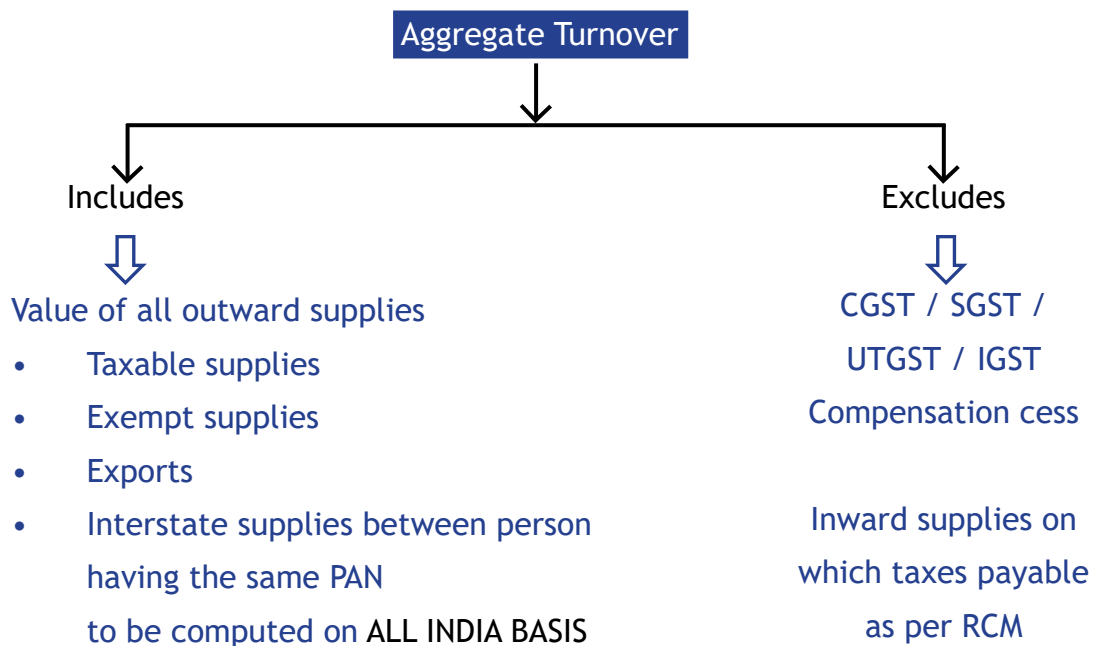 Aggregate Turnover
Includes
Value of all outward supplies
• Taxable supplies
• Exempt supplies
• Exports
• Interstate supplies between person
having the same PAN
to be computed on ALL INDIA BASIS
Excludes
CGST / SGST /
UTGST / IGST
Compensation cess
Inward supplies on
which taxes payable
as per RCM